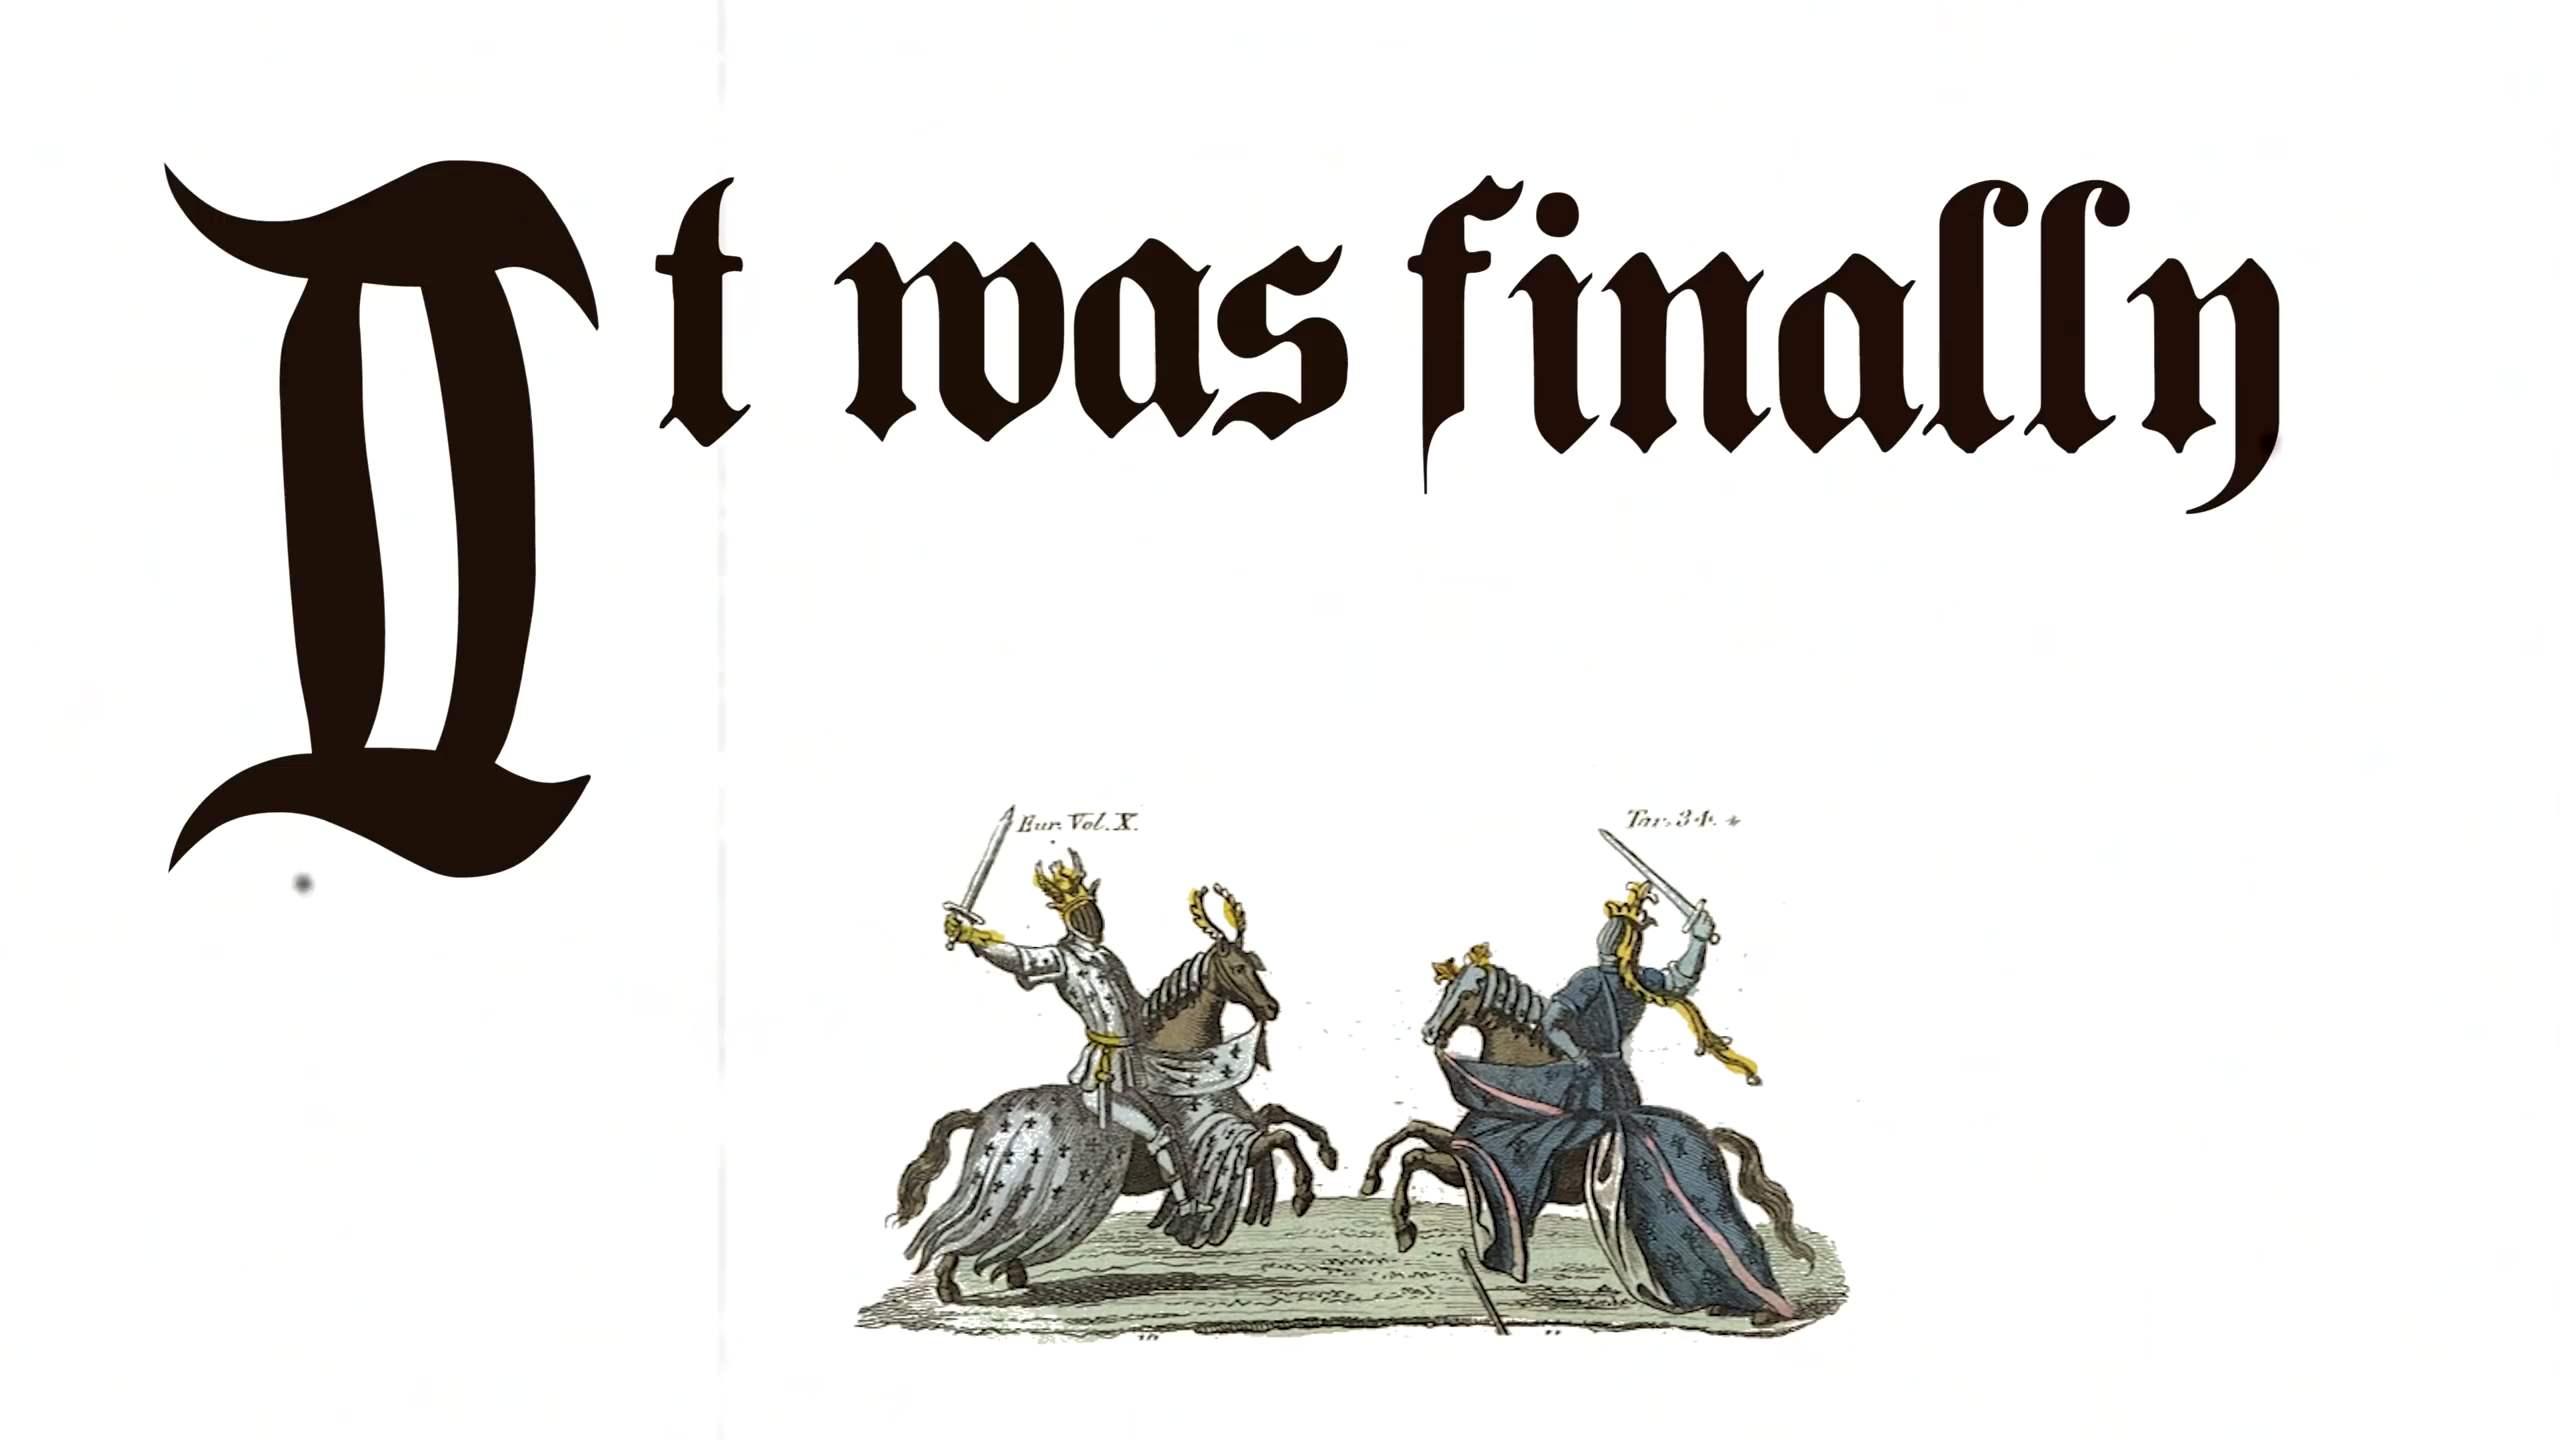 It was finally
Eur. Vol. X.
Tav. 34. *